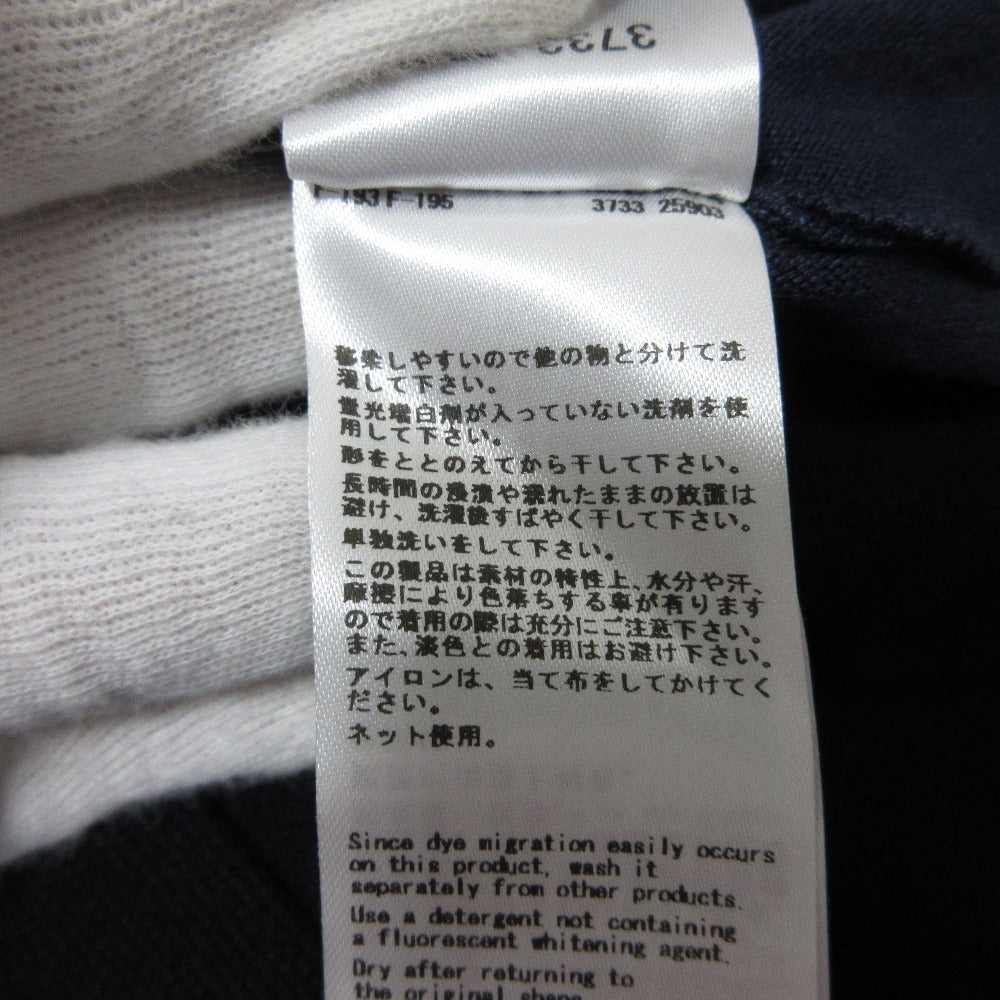 3733
F-193 F-195 3733 25903
移染しやすいので他の物と分けて洗
濯して下さい。
蛍光増白剤が入っていない洗剤を使
用して下さい。
形をととのえてから干して下さい。
長時間の浸漬や濡れたままの放置は
避け、洗濯後すばやく干して下さい。
単独洗いをして下さい。
この製品は素材の特性上、水分や汗、
摩擦により色落ちする事が有ります
ので着用の際は充分にご注意下さい。
また、淡色との着用はお避け下さい。
アイロンは、当て布をしてかけてく
ださい。
ネット使用。
Since dye migration easily occurs
on this product, wash it
separately from other products.
Use a detergent not containing
a fluorescent whitening agent.
Dry after returning to
the original shape